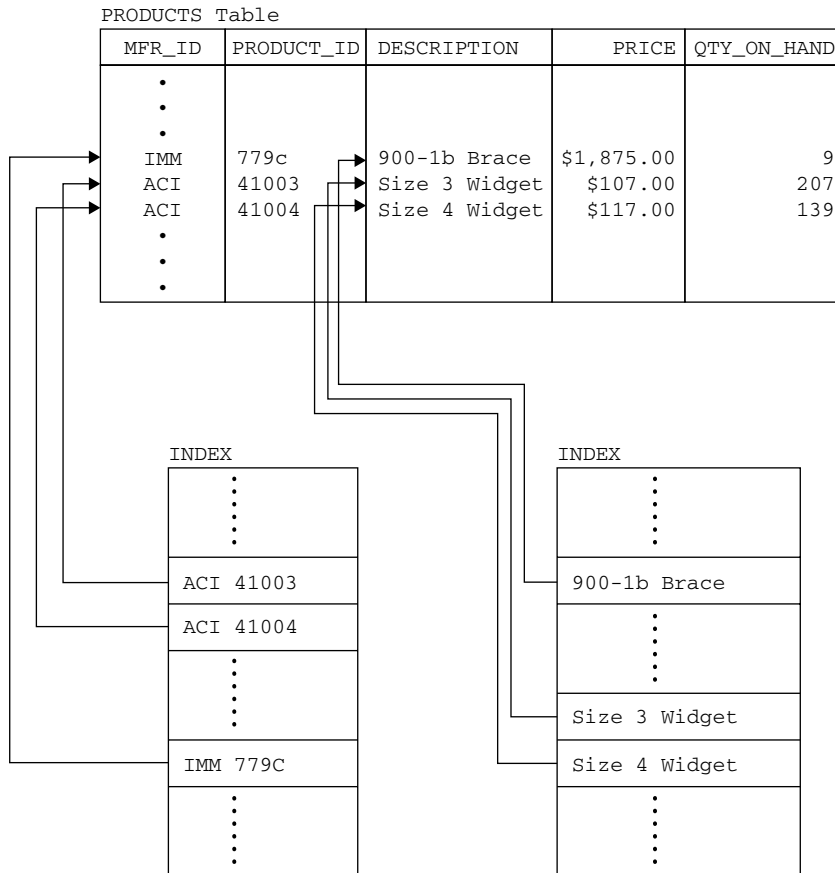 PRODUCTS Table
MFR_ID PRODUCT_ID DESCRIPTION PRICE QTY_ON_HAND
IMM 779c 900-1b Brace $1,875.00 9
ACI 41003 Size 3 Widget $107.00 207
ACI 41004 Size 4 Widget $117.00 139
INDEX
ACI 41003
ACI 41004
IMM 779C
INDEX
900-1b Brace
Size 3 Widget
Size 4 Widget